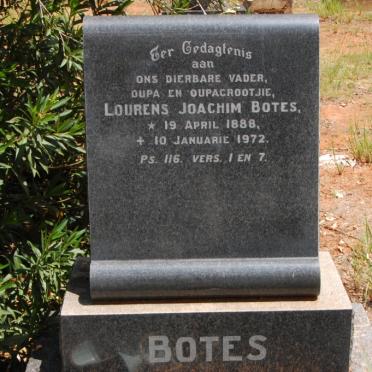 Ter Gedagtenis
aan
ONS DIERBARE VADER,
OUPA EN OUPAGROOTJIE,
LOURENS JOACHIM BOTES,
* 19 APRIL 1888,
+ 10 JANUARIE 1972.
PS. 116. VERS. 1 EN 7.
BOTES